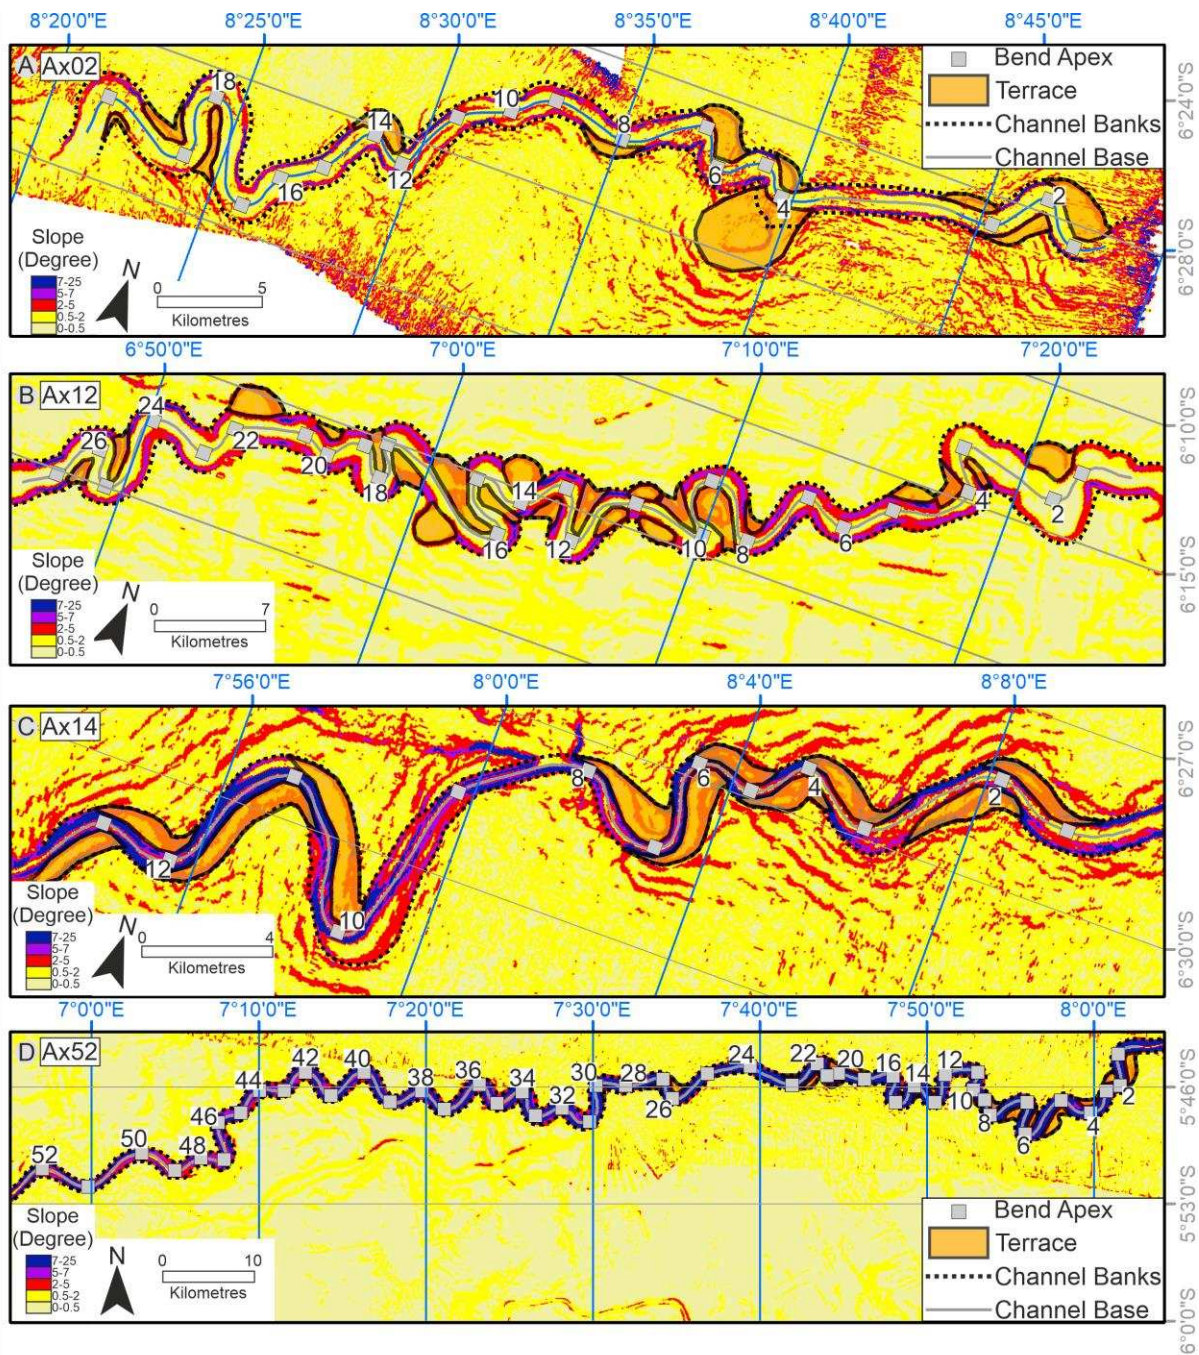 8°20'0"E 8°25'0"E 8°30'0"E 8°35'0"E 8°40'0"E 8°45'0"E
A Ax02
18
14
10
8
16
12
6
4
2
Bend Apex
Terrace
Channel Banks
Channel Base
6°24'0"S
6°28'0"S
Slope
(Degree)
7-25
5-7
2-5
0.5-2
0-0.5
N
0 5
Kilometres
6°50'0"E 7°0'0"E 7°10'0"E 7°20'0"E
B Ax12
26
24
22
20
18
16
14
12
10
8
6
4
2
6°10'0"S
6°15'0"S
Slope
(Degree)
7-25
5-7
2-5
0.5-2
0-0.5
N
0 7
Kilometres
7°56'0"E 8°0'0"E 8°4'0"E 8°8'0"E
C Ax14
12
10
8
6
4
2
6°27'0"S
6°30'0"S
Slope
(Degree)
7-25
5-7
2-5
0.5-2
0-0.5
N
0 4
Kilometres
7°0'0"E 7°10'0"E 7°20'0"E 7°30'0"E 7°40'0"E 7°50'0"E 8°0'0"E
D Ax52
52
50
48
46
44
42
40
38
36
34
32
30
28
26
24
22
20
16
14
12
10
8
6
4
2
5°46'0"S
5°53'0"S
6°0'0"S
Slope
(Degree)
7-25
5-7
2-5
0.5-2
0-0.5
N
0 10
Kilometres
Bend Apex
Terrace
Channel Banks
Channel Base